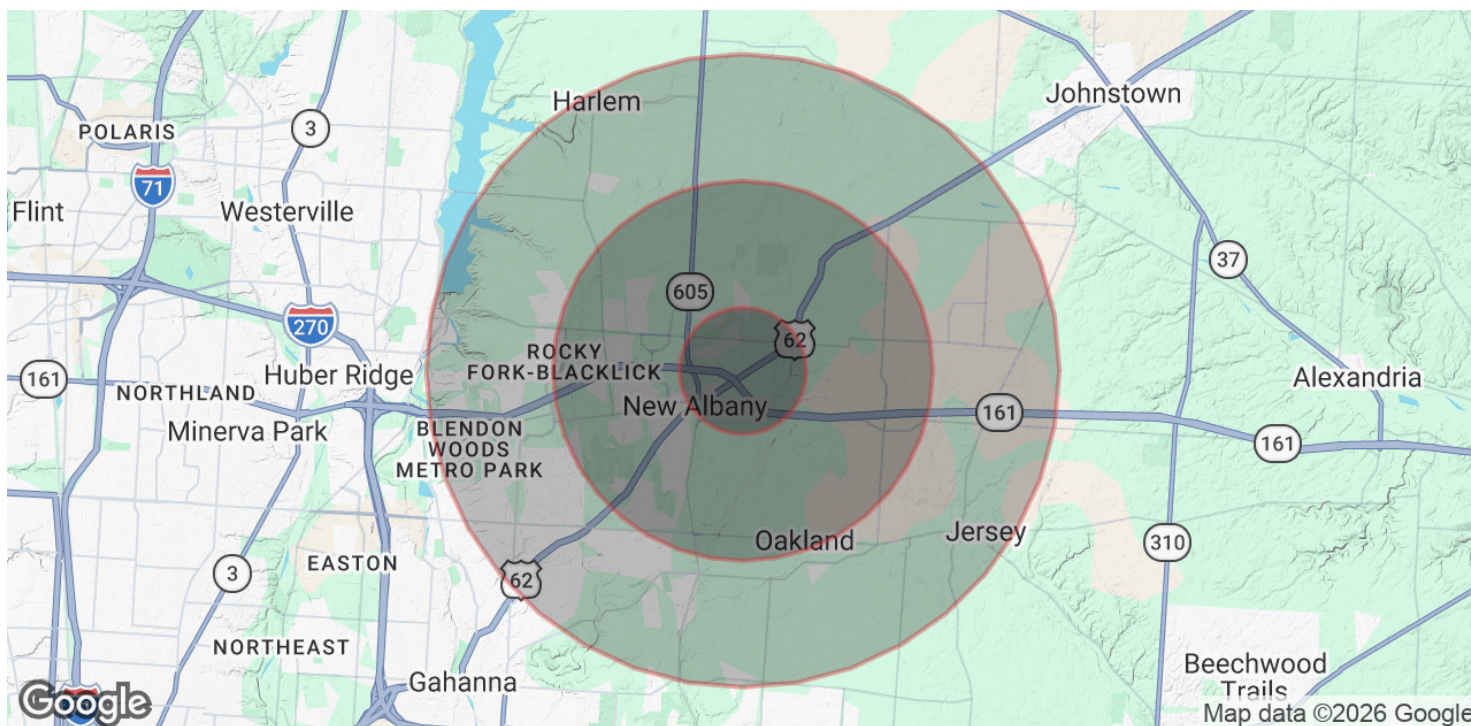 Harlem
Johnstown
POLARIS
3
71
Flint
Westerville
37
605
270
62
ROCKY
FORK-BLACKLICK
161
Huber Ridge
Alexandria
NORTHLAND
New Albany
161
Minerva Park
BLENDON
WOODS
METRO PARK
161
Jersey
Oakland
310
EASTON
3
62
NORTHEAST
Gahanna
Beechwood
Trails
Google
Map data ©2026 Google